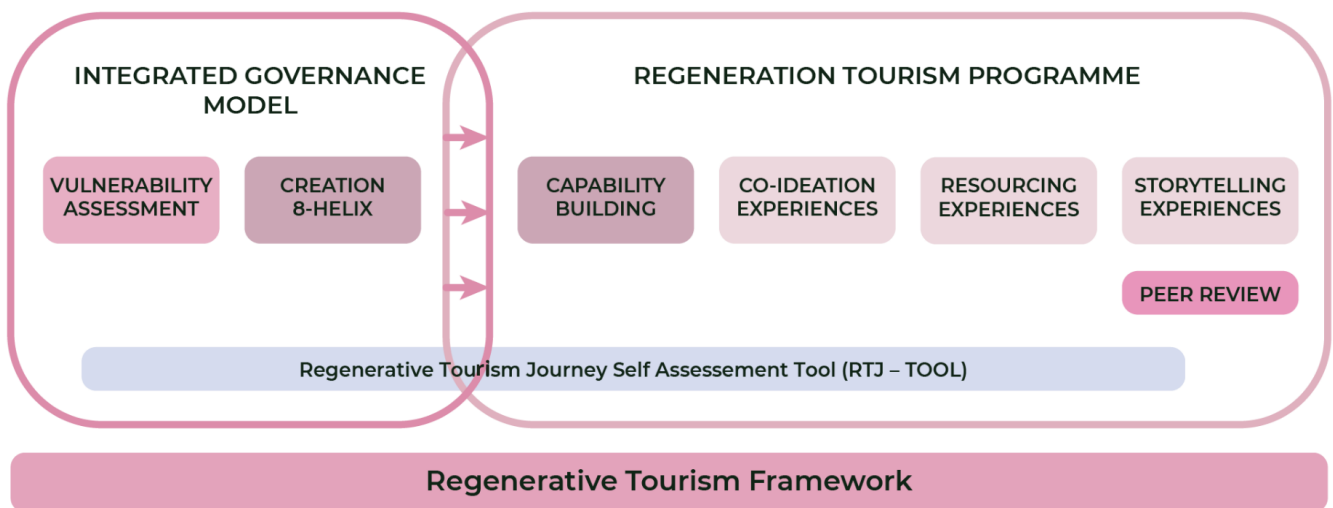 INTEGRATED GOVERNANCE
MODEL
REGENERATION TOURISM PROGRAMME
VULNERABILITY
ASSESSMENT
CREATION
8-HELIX
CAPABILITY
BUILDING
CO-IDEATION
EXPERIENCES
RESOURCING
EXPERIENCES
STORYTELLING
EXPERIENCES
PEER REVIEW
Regenerative Tourism Journey Self Assessement Tool (RTJ – TOOL)
Regenerative Tourism Framework